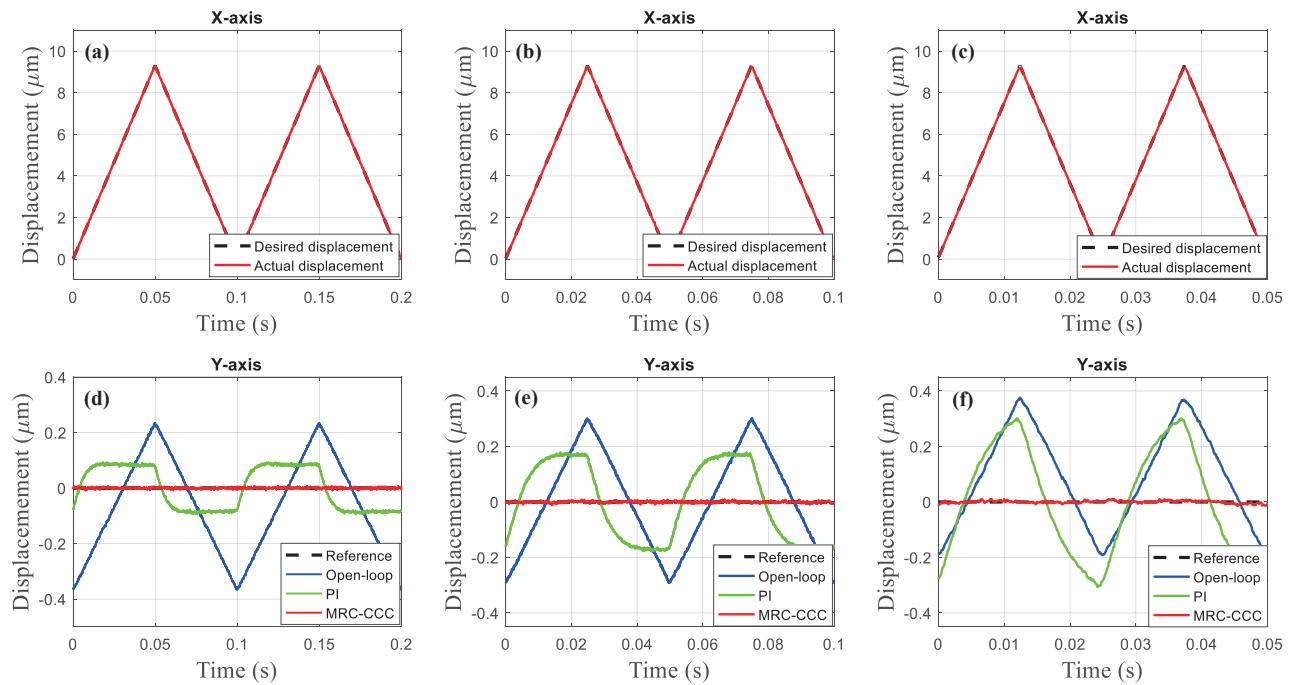 X-axis
(a)
Displacemement (µm)
10
8
6
4
2
0
Desired displacement
Actual displacement
0 0.05 0.1 0.15 0.2
Time (s)
X-axis
(b)
Displacemement (µm)
10
8
6
4
2
0
Desired displacement
Actual displacement
0 0.02 0.04 0.06 0.08 0.1
Time (s)
X-axis
(c)
Displacemement (µm)
10
8
6
4
2
0
Desired displacement
Actual displacement
0 0.01 0.02 0.03 0.04 0.05
Time (s)
Y-axis
(d)
Displacement (µm)
0.4
0.2
0
-0.2
-0.4
Reference
Open-loop
PI
MRC-CCC
0 0.05 0.1 0.15 0.2
Time (s)
Y-axis
(e)
Displacement (µm)
0.4
0.2
0
-0.2
-0.4
Reference
Open-loop
PI
MRC-CCC
0 0.02 0.04 0.06 0.08 0.1
Time (s)
Y-axis
(f)
Displacement (µm)
0.4
0.2
0
-0.2
-0.4
Reference
Open-loop
PI
MRC-CCC
0 0.01 0.02 0.03 0.04 0.05
Time (s)